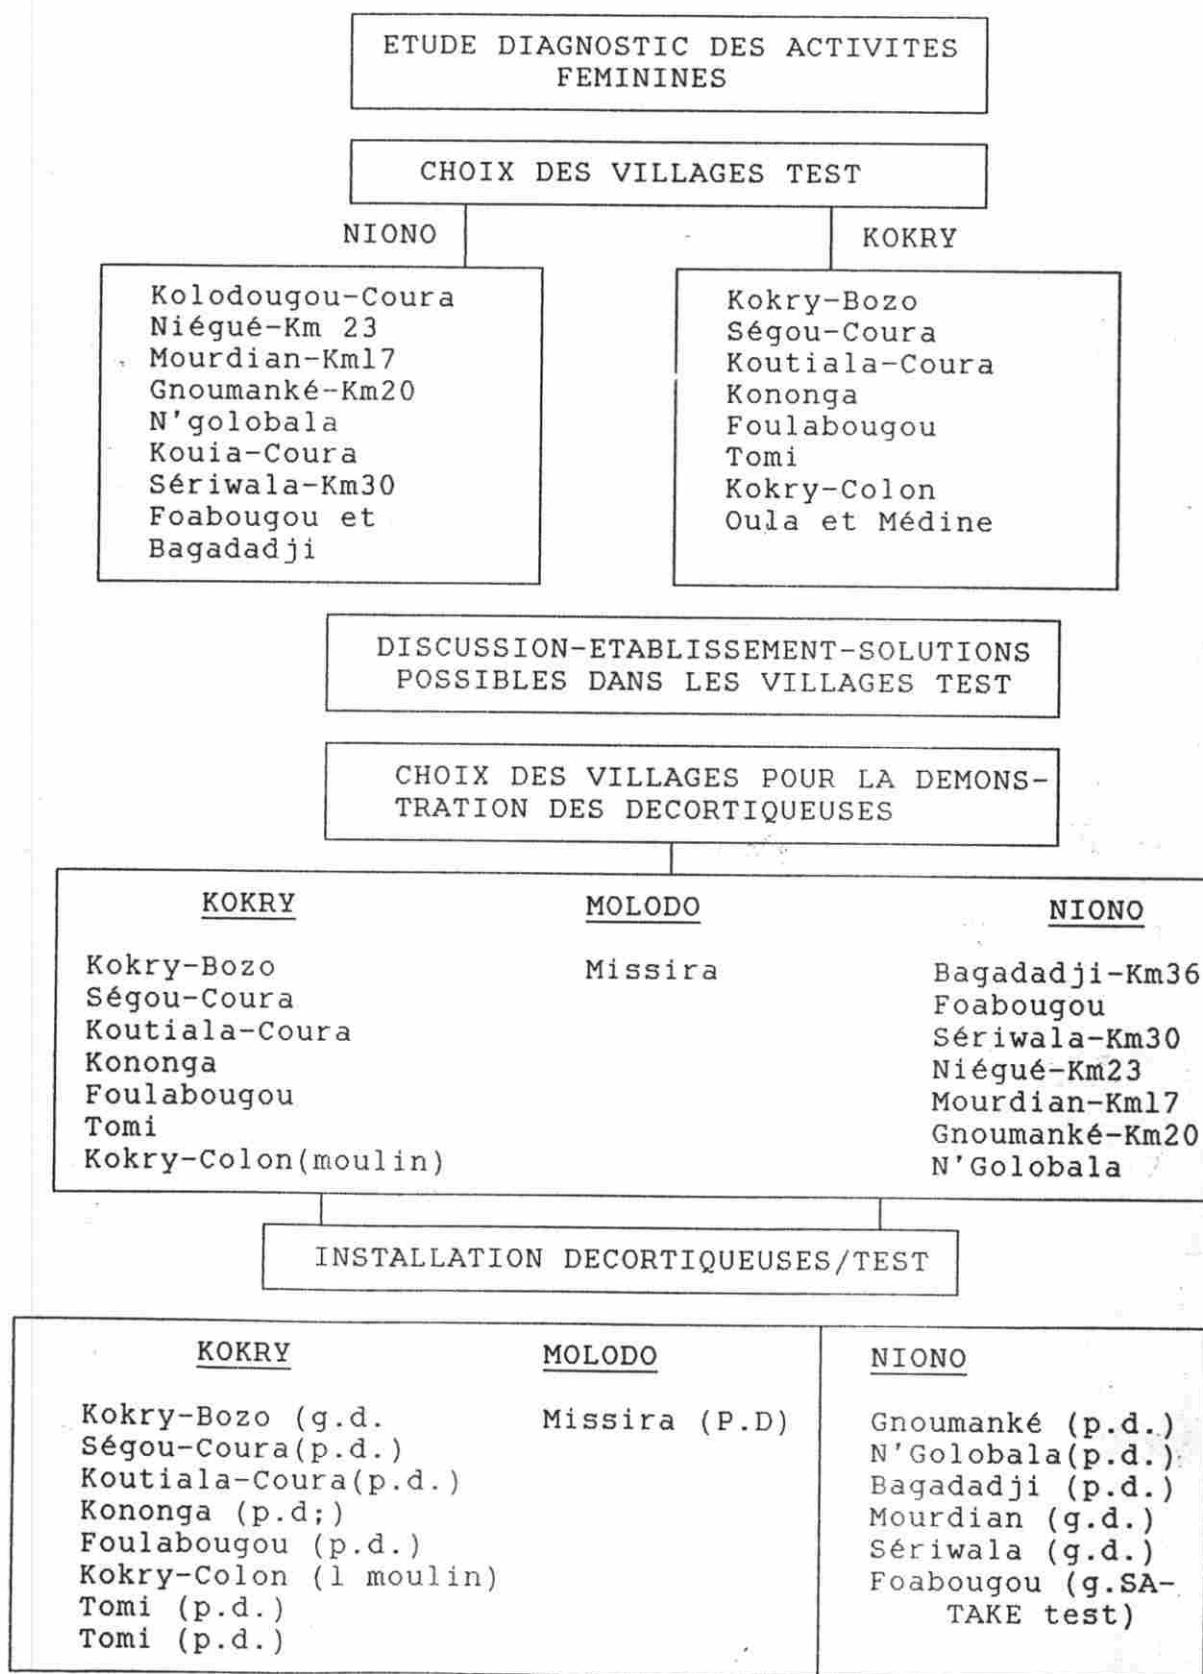 ETUDE DIAGNOSTIC DES ACTIVITES
FEMININES
CHOIX DES VILLAGES TEST
NIONO
Kolodougou-Coura
Niégué-Km 23
Mourdian-Km17
Gnoumanké-Km20
N'golobala
Kouia-Coura
Sériwala-Km30
Foabougou et
Bagadadji
KOKRY
Kokry-Bozo
Ségou-Coura
Koutiala-Coura
Kononga
Foulabougou
Tomi
Kokry-Colon
Oula et Médine
DISCUSSION-ETABLISSEMENT-SOLUTIONS
POSSIBLES DANS LES VILLAGES TEST
CHOIX DES VILLAGES POUR LA DEMONS-
TRATION DES DECORTIQUEUSES
KOKRY
Kokry-Bozo
Ségou-Coura
Koutiala-Coura
Kononga
Foulabougou
Tomi
Kokry-Colon(moulin)
MOLODO
Missira
NIONO
Bagadadji-Km36
Foabougou
Sériwala-Km30
Niégué-Km23
Mourdian-Km17
Gnoumanké-Km20
N'Golobala
INSTALLATION DECORTIQUEUSES/TEST
KOKRY
Kokry-Bozo (g.d.
Ségou-Coura(p.d.)
Koutiala-Coura(p.d.)
Kononga (p.d;)
Foulabougou (p.d.)
Kokry-Colon (1 moulin)
Tomi (p.d.)
Tomi (p.d.)
MOLODO
Missira (P.D)
NIONO
Gnoumanké (p.d.)
N'Golobala(p.d.)
Bagadadji (p.d.)
Mourdian (g.d.)
Sériwala (g.d.)
Foabougou (g.SA-
TAKE test)